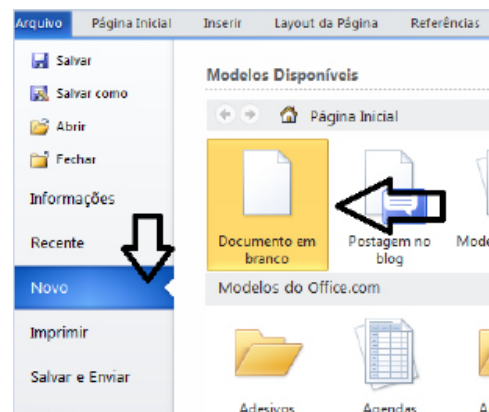 Arquivo Página Inicial Inserir Layout da Página Referências
Salvar
Salvar como
Abrir
Fechar
Informações
Recente
Novo
Imprimir
Salvar e Enviar
Modelos Disponíveis
Página Inicial
Documento em
branco
Postagem no
blog
Mode
Modelos do Office.com
Adesivos
Agendas
A